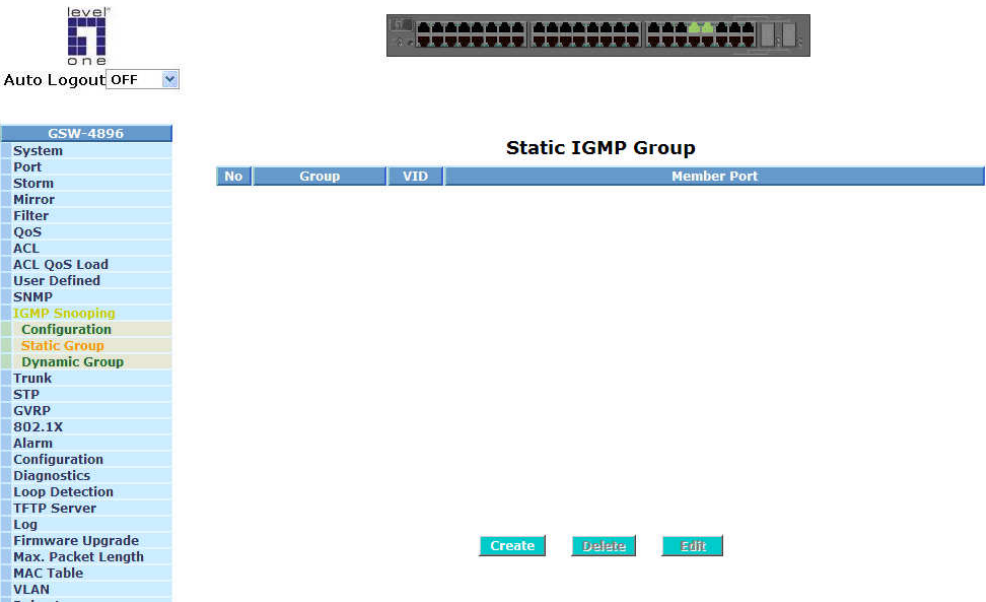 level
one
Auto Logout OFF
GSW-4896
System
Port
Storm
Mirror
Filter
QoS
ACL
ACL QoS Load
User Defined
SNMP
IGMP Snooping
Configuration
Static Group
Dynamic Group
Trunk
STP
GVRP
802.1X
Alarm
Configuration
Diagnostics
Loop Detection
TFTP Server
Log
Firmware Upgrade
Max. Packet Length
MAC Table
VLAN
Static IGMP Group
No Group VID Member Port
Create Delete Edit